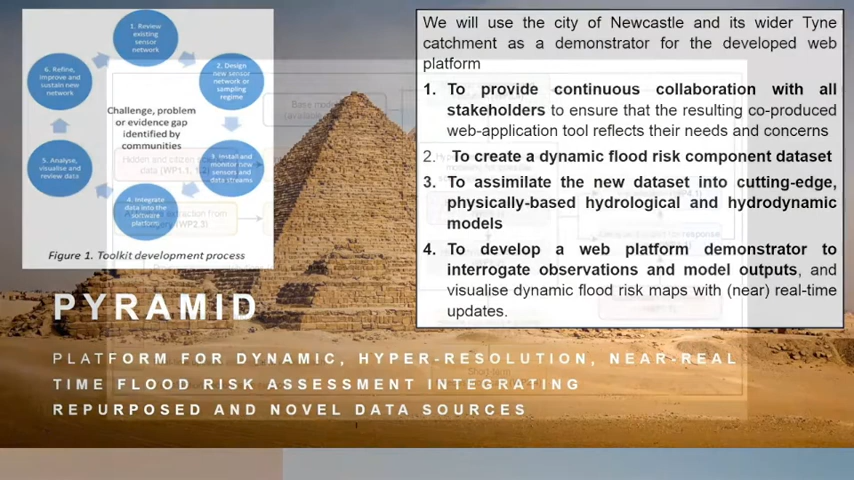 1. Review
existing
sensor
network
2. Design
new sensor
network or
sampling
regime
3. Install and
monitor new
sensors and
data streams
4. Integrate
data into the
software
platform
5. Analyse,
visualise and
review data
6. Refine,
improve and
sustain new
network
Challenge, problem
or evidence gap
identified by
communities
Figure 1. Toolkit development process
PYRAMID
PLATFORM FOR DYNAMIC, HYPER-RESOLUTION, NEAR-REAL
TIME FLOOD RISK ASSESSMENT INTEGRATING
REPURPOSED AND NOVEL DATA SOURCES
We will use the city of Newcastle and its wider Tyne
catchment as a demonstrator for the developed web
platform
1. To provide continuous collaboration with all
stakeholders to ensure that the resulting co-produced
web-application tool reflects their needs and concerns
2. To create a dynamic flood risk component dataset
3. To assimilate the new dataset into cutting-edge,
physically-based hydrological and hydrodynamic
models
4. To develop a web platform demonstrator to
interrogate observations and model outputs, and
visualise dynamic flood risk maps with (near) real-time
updates.